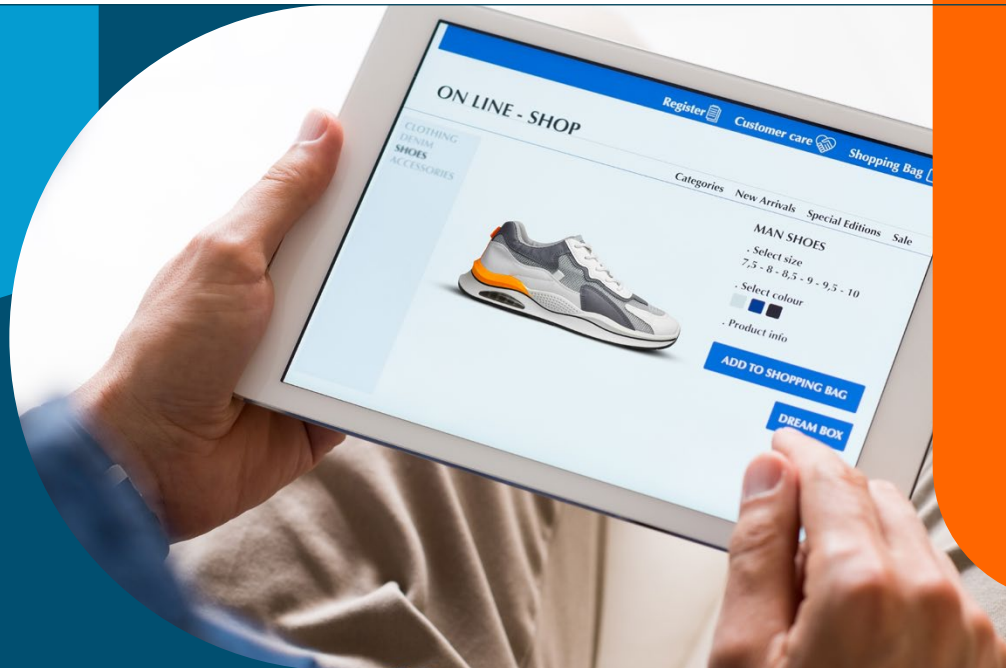 Register
Customer care
Shopping Bag
ON LINE - SHOP
CLOTHING
DENIM
SHOES
ACCESSORIES
Categories New Arrivals Special Editions Sale
MAN SHOES
. Select size
7,5 - 8 - 8,5 - 9 - 9,5 - 10
. Select colour
. Product info
ADD TO SHOPPING BAG
DREAM BOX